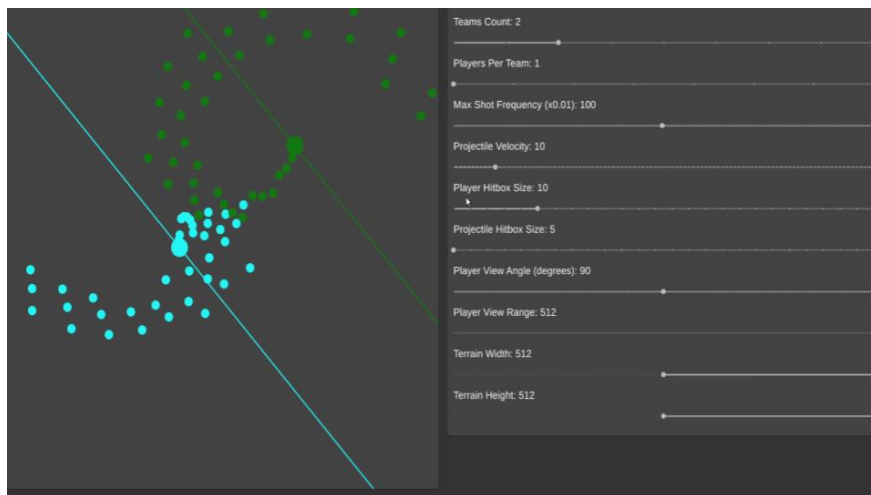 Teams Count: 2
Players Per Team: 1
Max Shot Frequency (x0.01): 100
Projectile Velocity: 10
Player Hitbox Size: 10
Projectile Hitbox Size: 5
Player View Angle (degrees): 90
Player View Range: 512
Terrain Width: 512
Terrain Height: 512